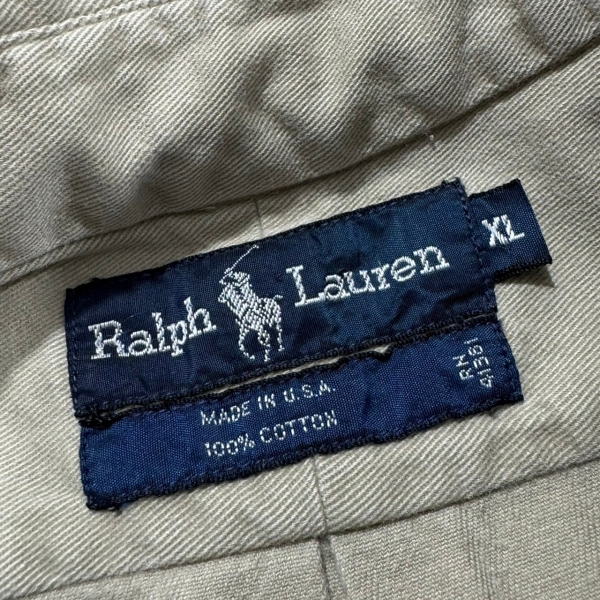 Ralph Lauren
XL
MADE IN U.S.A.
100% COTTON
RN
41381